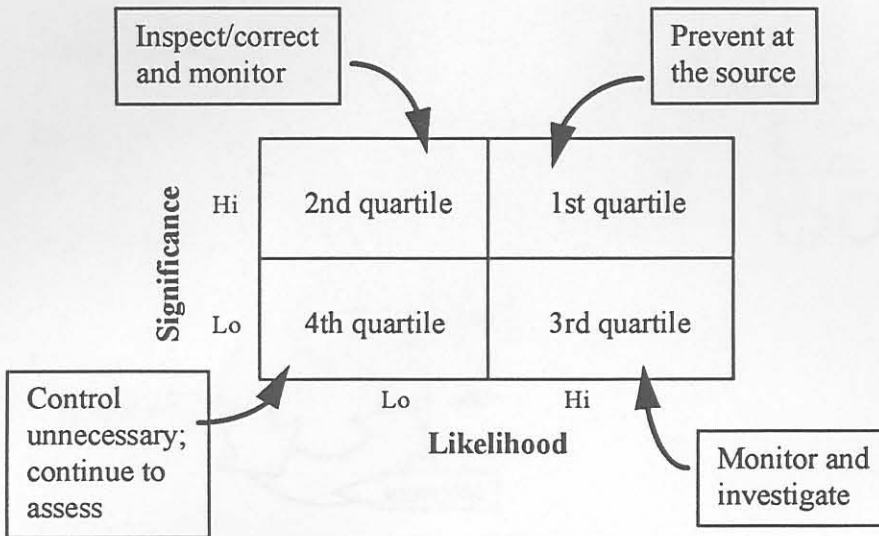 Inspect/correct
and monitor
Prevent at
the source
Significance
Hi
2nd quartile
1st quartile
Lo
4th quartile
3rd quartile
Lo
Hi
Likelihood
Control
unnecessary;
continue to
assess
Monitor and
investigate